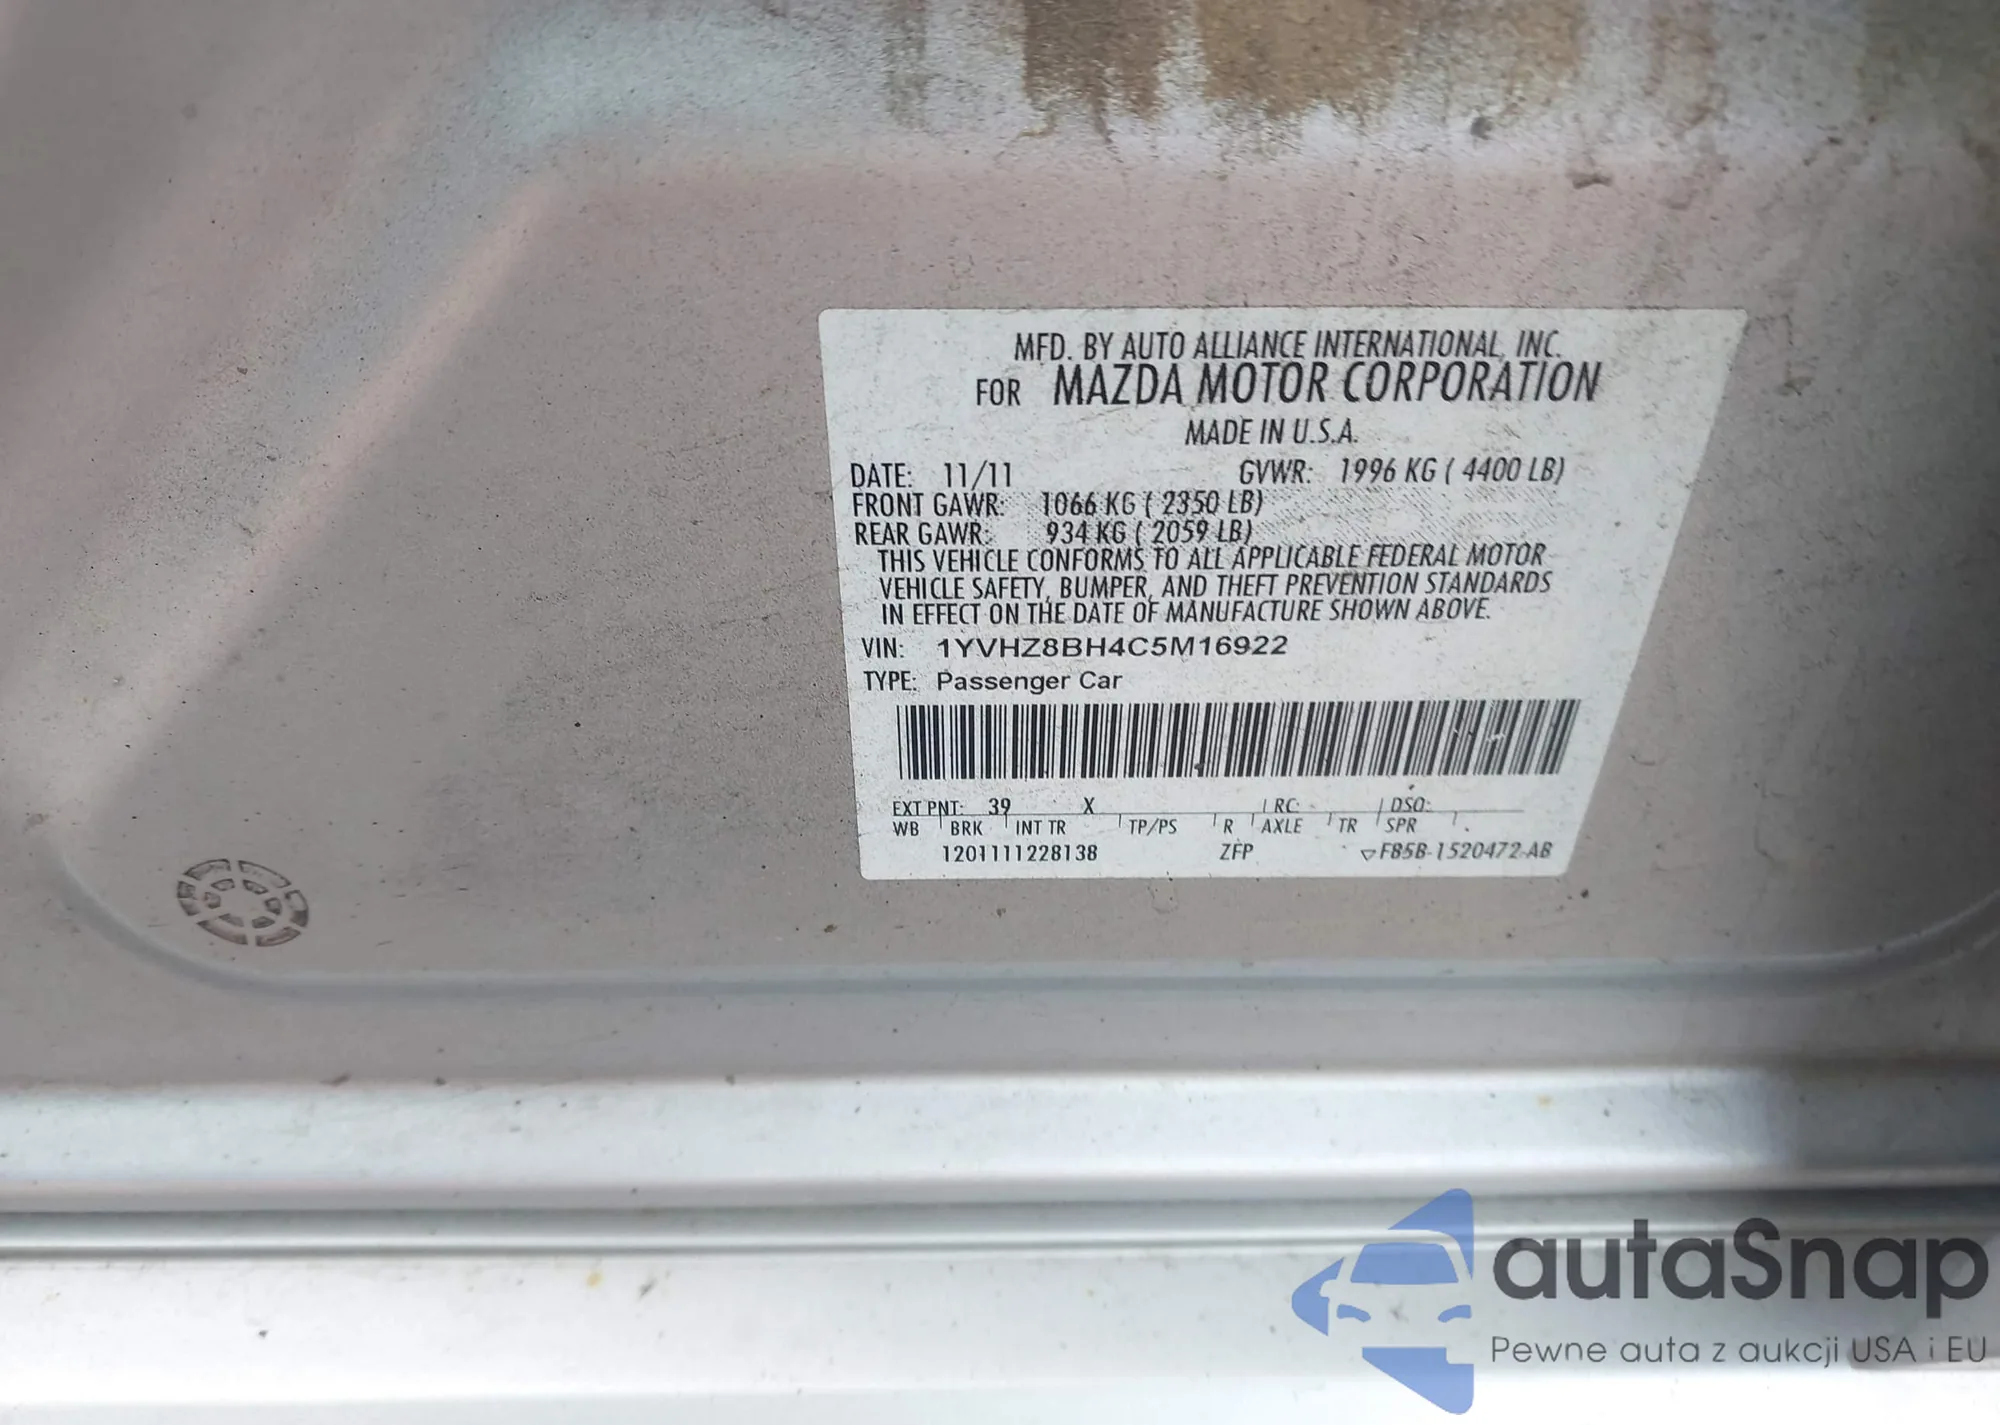 MFD. BY AUTO ALLIANCE INTERNATIONAL, INC.
FOR MAZDA MOTOR CORPORATION
MADE IN U.S.A.
DATE: 11/11 GVWR: 1996 KG ( 4400 LB)
FRONT GAWR: 1066 KG ( 2350 LB)
REAR GAWR: 934 KG ( 2059 LB)
THIS VEHICLE CONFORMS TO ALL APPLICABLE FEDERAL MOTOR
VEHICLE SAFETY, BUMPER, AND THEFT PREVENTION STANDARDS
IN EFFECT ON THE DATE OF MANUFACTURE SHOWN ABOVE.
VIN: 1YVHZ8BH4C5M16922
TYPE: Passenger Car
EXT PNT: 39 X RC: DSO:
WB BRK INT TR TP/PS R AXLE TR SPR
1201111228138 ZFP ▽F85B-1520472-AB
autaSnap
Pewne auta z aukcji USA i EU